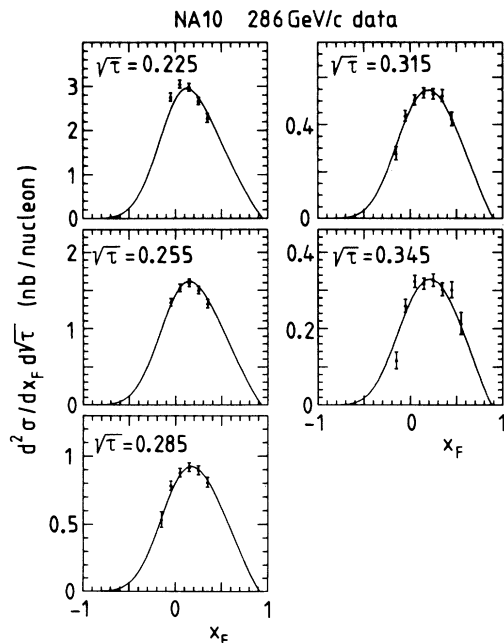 NA10 286 GeV/c data
√τ = 0.225
3
2
1
0
√τ = 0.315
0.4
0.2
0
√τ = 0.255
2
1
0
√τ = 0.345
0.4
0.2
0
-1 0 1
x_F
√τ = 0.285
1
0.5
0
-1 0 1
x_F
d²σ/dx_F d√τ (nb/nucleon)